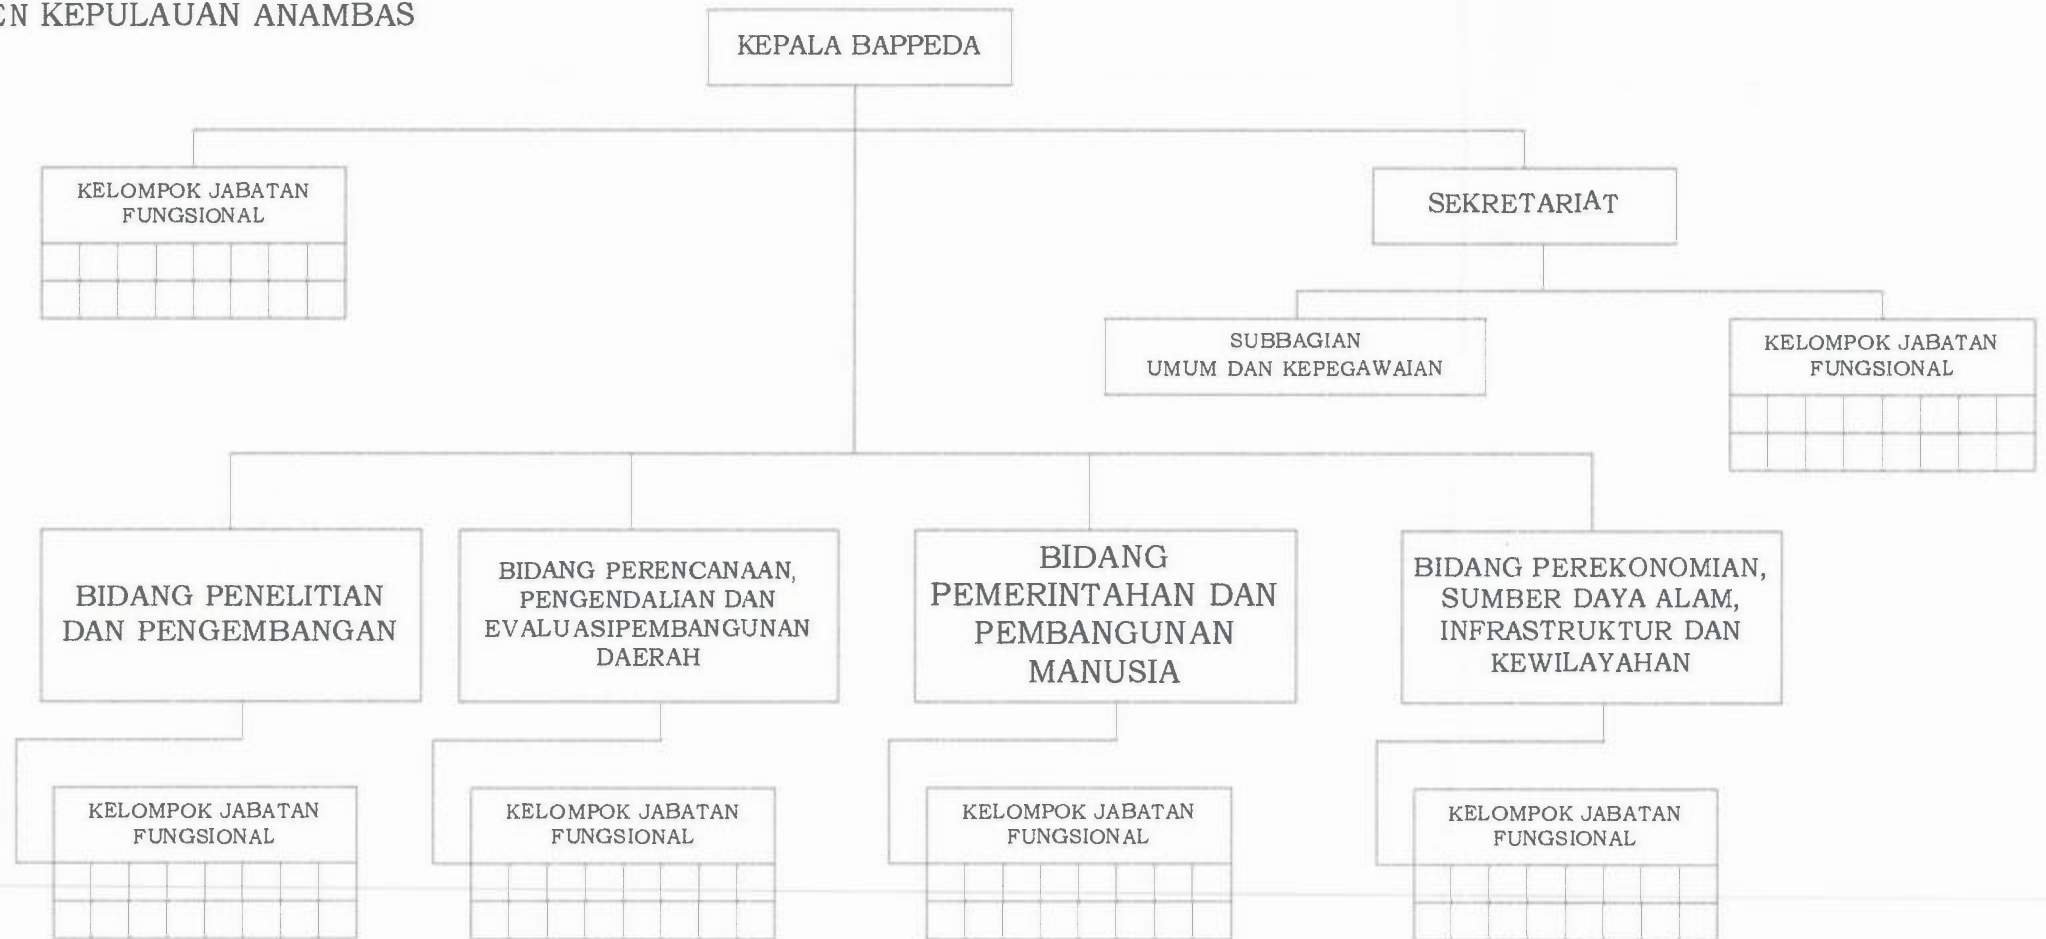 EN KEPULAUAN ANAMBAS
KEPALA BAPPEDA
KELOMPOK JABATAN
FUNGSIONAL
SEKRETARIAT
SUBBAGIAN
UMUM DAN KEPEGAWAIAN
KELOMPOK JABATAN
FUNGSIONAL
BIDANG PENELITIAN
DAN PENGEMBANGAN
BIDANG PERENCANAAN,
PENGENDALIAN DAN
EVALUASIPEMBANGUNAN
DAERAH
BIDANG
PEMERINTAHAN DAN
PEMBANGUNAN
MANUSIA
BIDANG PEREKONOMIAN,
SUMBER DAYA ALAM,
INFRASTRUKTUR DAN
KEWILAYAHAN
KELOMPOK JABATAN
FUNGSIONAL
KELOMPOK JABATAN
FUNGSIONAL
KELOMPOK JABATAN
FUNGSIONAL
KELOMPOK JABATAN
FUNGSIONAL